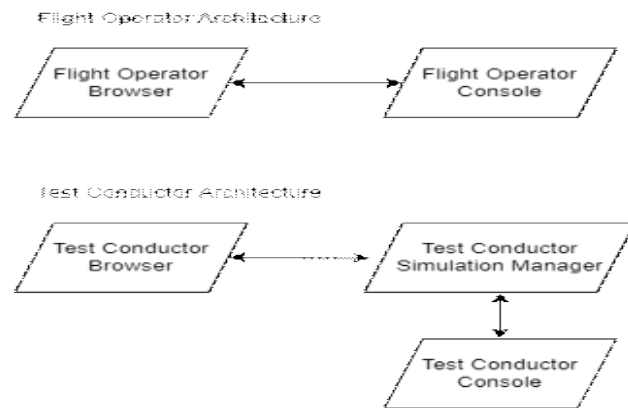 Flight Operator Architecture
Flight Operator
Browser
Flight Operator
Console
Test Conductor Architecture
Test Conductor
Browser
Test Conductor
Simulation Manager
Test Conductor
Console